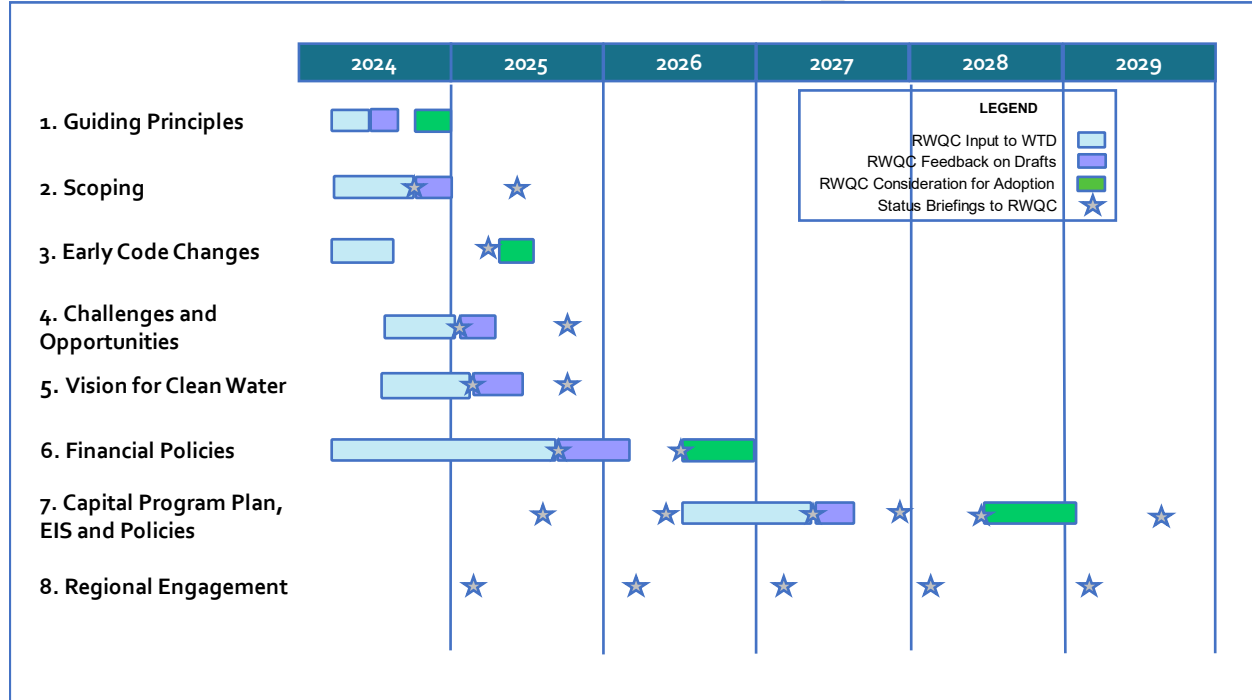 2024 2025 2026 2027 2028 2029
LEGEND
RWQC Input to WTD
RWQC Feedback on Drafts
RWQC Consideration for Adoption
Status Briefings to RWQC
1. Guiding Principles
2. Scoping
3. Early Code Changes
4. Challenges and
Opportunities
5. Vision for Clean Water
6. Financial Policies
7. Capital Program Plan,
EIS and Policies
8. Regional Engagement